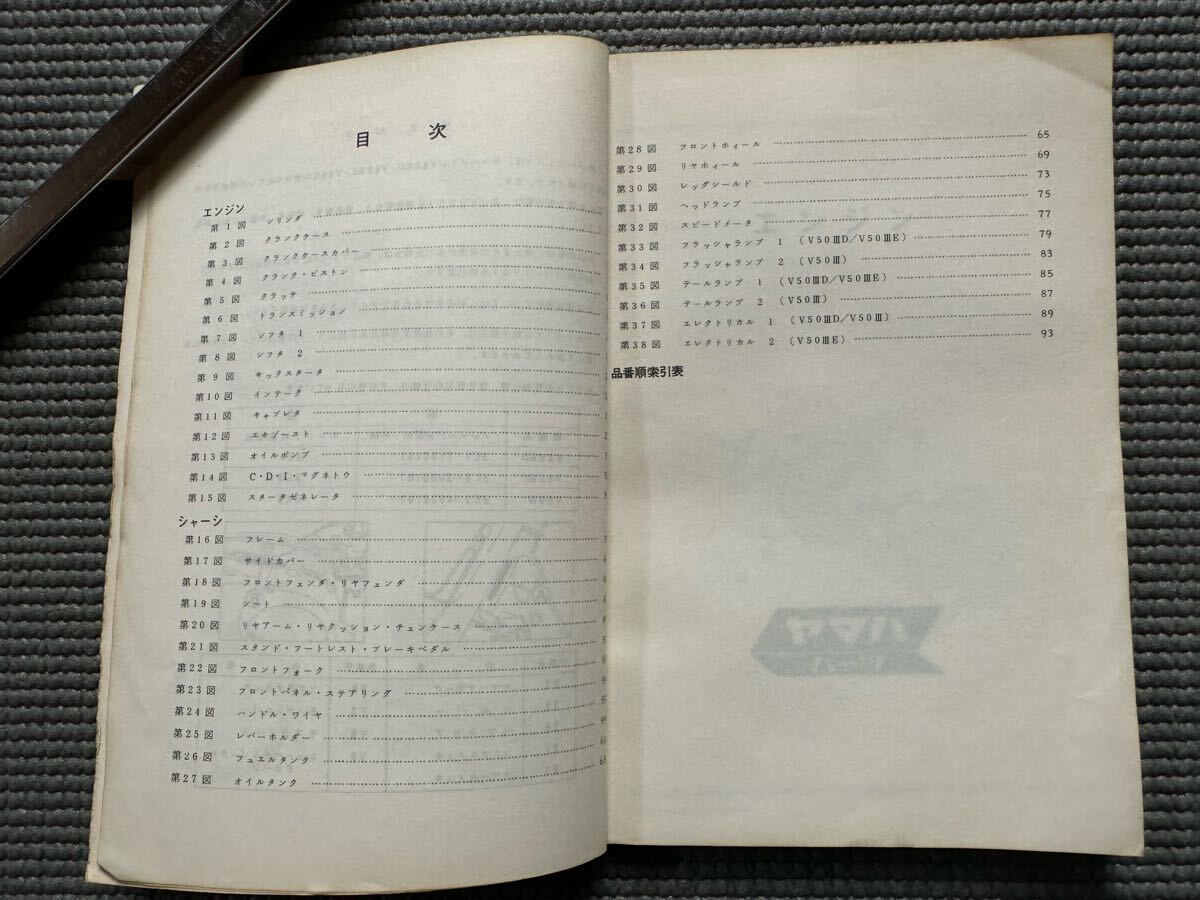 目 次
エンジン
第1図 シリンダ
第2図 クランクケース
第3図 クランクケースカバー
第4図 クランク・ピストン
第5図 クラッチ
第6図 トランスミッション
第7図 シフタ 1
第8図 シフタ 2
第9図 キックスタータ
第10図 インテーク
第11図 キャブレタ
第12図 エキゾースト
第13図 オイルポンプ
第14図 C・D・I・マグネトウ
第15図 スタータゼネレータ
シャーシ
第16図 フレーム
第17図 サイドカバー
第18図 フロントフェンダ・リヤフェンダ
第19図 シート
第20図 リヤアーム・リヤクッション・チェンケース
第21図 スタンド・フートレスト・ブレーキペダル
第22図 フロントフォーク
第23図 フロントパネル・ステアリング
第24図 ハンドル・ワイヤ
第25図 レバーホルダー
第26図 フュエルタンク
第27図 オイルタンク
第28図 フロントホィール 65
第29図 リヤホィール 69
第30図 レッグシールド 73
第31図 ヘッドランプ 75
第32図 スピードメータ 77
第33図 フラッシャランプ 1 (V50ⅢD/V50ⅢE) 79
第34図 フラッシャランプ 2 (V50Ⅲ) 83
第35図 テールランプ 1 (V50ⅢD/V50ⅢE) 85
第36図 テールランプ 2 (V50Ⅲ) 87
第37図 エレクトリカル 1 (V50ⅢD/V50Ⅲ) 89
第38図 エレクトリカル 2 (V50ⅢE) 93
品番順索引表